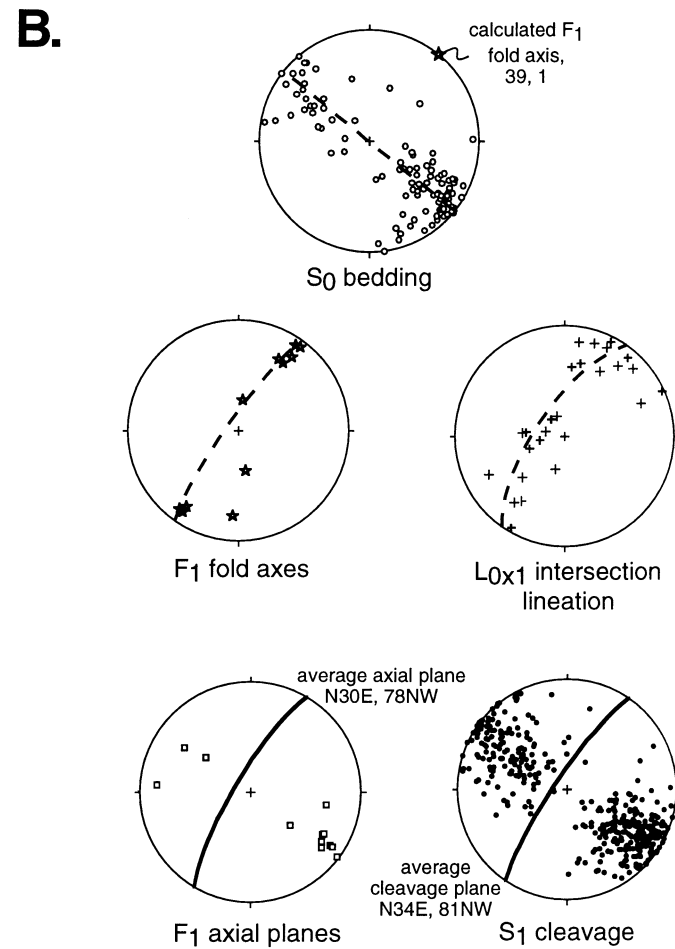 B.
calculated F1
fold axis,
39, 1
S0 bedding
F1 fold axes
L0x1 intersection
lineation
average axial plane
N30E, 78NW
average
cleavage plane
N34E, 81NW
F1 axial planes
S1 cleavage